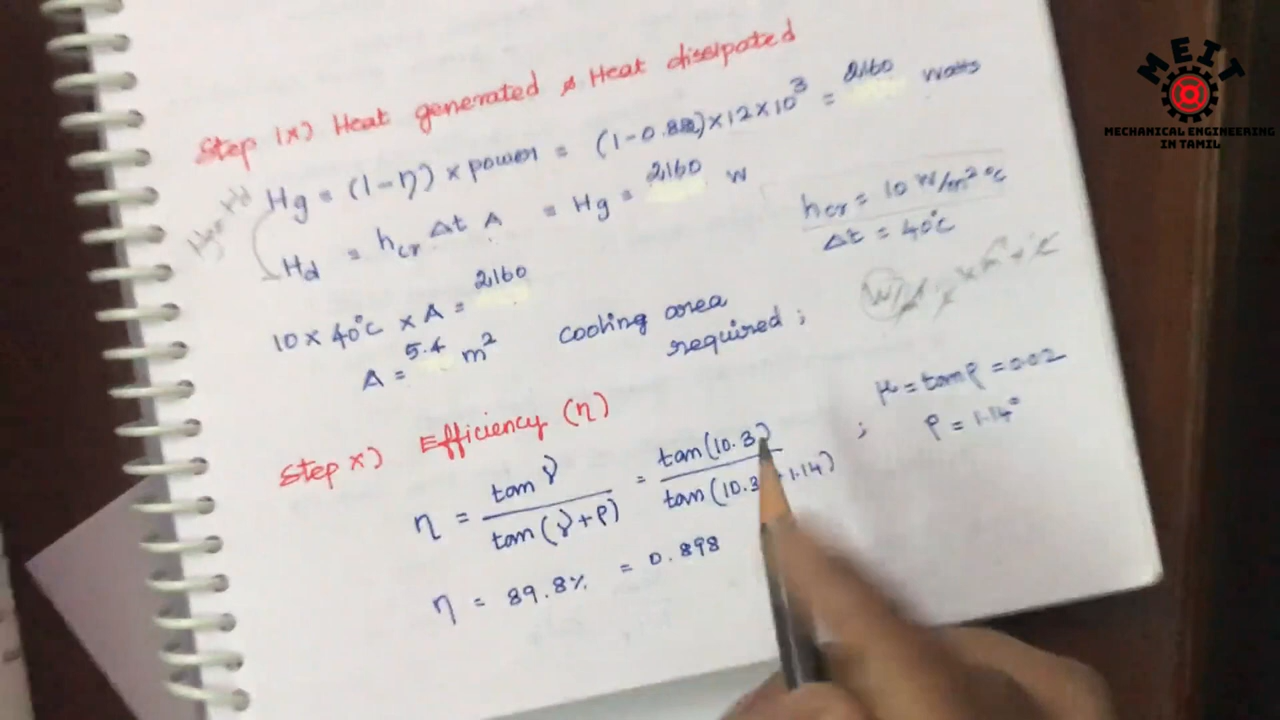 MEIT
MECHANICAL ENGINEERING
IN TAMIL
Step IX) Heat generated & Heat dissipated
Hg = (1-η) × power = (1-0.82) × 12 × 10³ = 2160 Watts
Hg = Hd
Hd = hcr Δt A = Hg = 2160 W
hcr = 10 W/m² °C
Δt = 40°C
10 × 40°C × A = 2160
A = 5.4 m² Cooling area
required;
Step X) Efficiency (η)
η = tan γ / tan(γ+ρ) = tan(10.3) / tan(10.3 + 1.14) ; μ = tan ρ = 0.02
ρ = 1.14°
η = 89.8% = 0.898